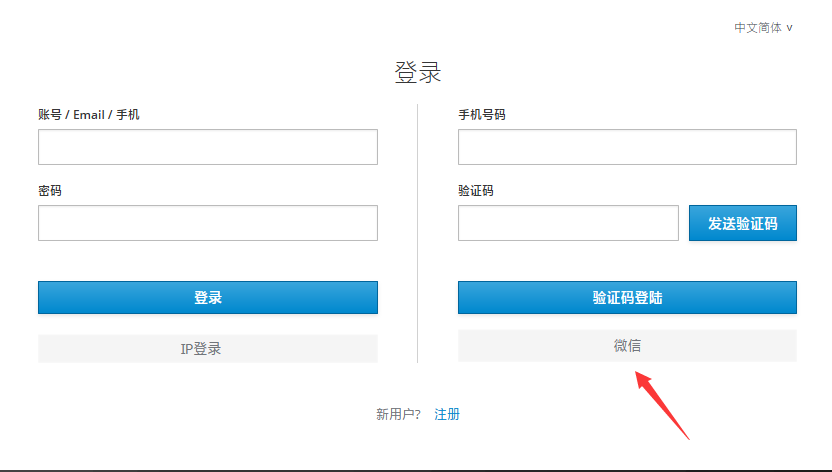 中文简体 v
登录
账号 / Email / 手机
密码
登录
IP登录
手机号码
验证码
发送验证码
验证码登陆
微信
新用户? 注册